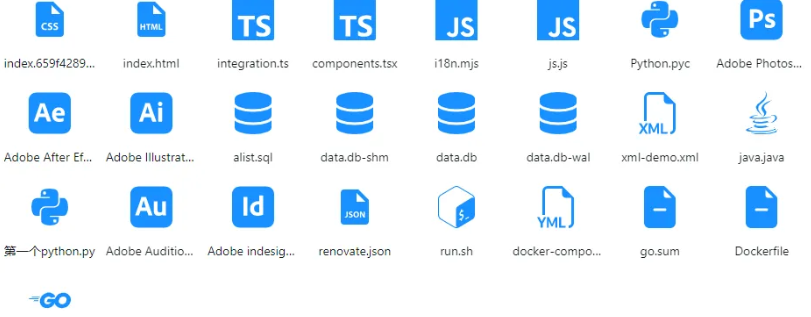 CSS HTML TS TS JS JS Ps
index.659f4289... index.html integration.ts components.tsx i18n.mjs js.js Python.pyc Adobe Photos...
Ae Ai XML
Adobe After Ef... Adobe Illustrat... alist.sql data.db-shm data.db data.db-wal xml-demo.xml java.java
Au Id JSON $_ YML
第一个python.py Adobe Auditio... Adobe indesig... renovate.json run.sh docker-compo... go.sum Dockerfile
GO